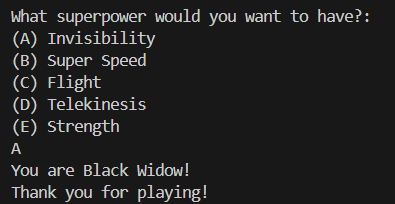 What superpower would you want to have?:
(A) Invisibility
(B) Super Speed
(C) Flight
(D) Telekinesis
(E) Strength
A
You are Black Widow!
Thank you for playing!